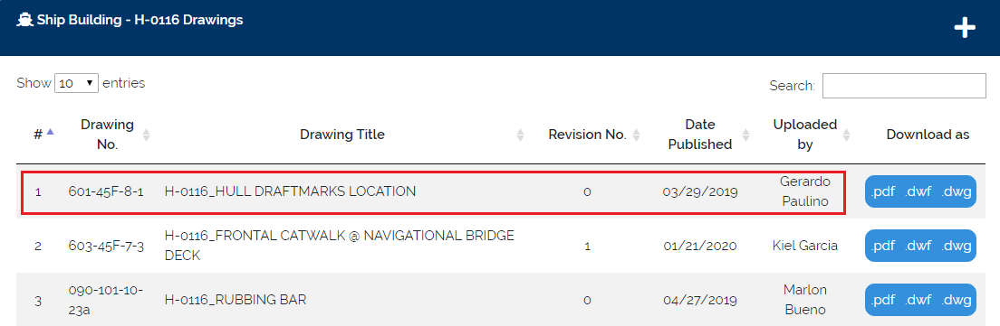 Ship Building - H-0116 Drawings
Show 10 entries
Search:
# Drawing No. Drawing Title Revision No. Date Published Uploaded by Download as
1 601-45F-8-1 H-0116_HULL DRAFTMARKS LOCATION 0 03/29/2019 Gerardo Paulino .pdf .dwf .dwg
2 603-45F-7-3 H-0116_FRONTAL CATWALK @ NAVIGATIONAL BRIDGE DECK 1 01/21/2020 Kiel Garcia .pdf .dwf .dwg
3 090-101-10-23a H-0116_RUBBING BAR 0 04/27/2019 Marlon Bueno .pdf .dwf .dwg